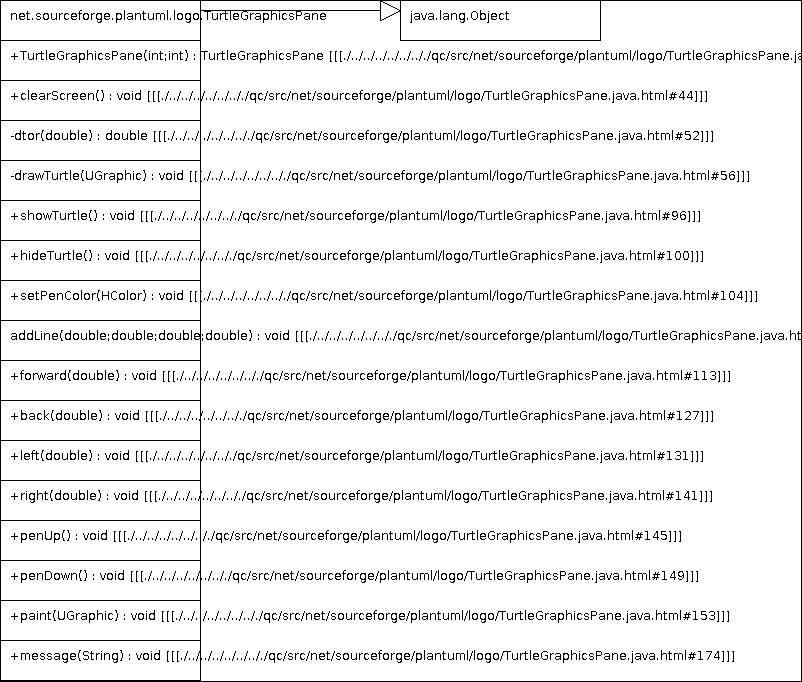 net.sourceforge.plantuml.logo.TurtleGraphicsPane
java.lang.Object
+TurtleGraphicsPane(int;int) : TurtleGraphicsPane [[[./../../../../../../qc/src/net/sourceforge/plantuml/logo/TurtleGraphicsPane.ja
+clearScreen() : void [[[./../../../../../../qc/src/net/sourceforge/plantuml/logo/TurtleGraphicsPane.java.html#44]]]
-dtor(double) : double [[[./../../../../../../qc/src/net/sourceforge/plantuml/logo/TurtleGraphicsPane.java.html#52]]]
-drawTurtle(UGraphic) : void [[[./../../../../../../qc/src/net/sourceforge/plantuml/logo/TurtleGraphicsPane.java.html#56]]]
+showTurtle() : void [[[./../../../../../../qc/src/net/sourceforge/plantuml/logo/TurtleGraphicsPane.java.html#96]]]
+hideTurtle() : void [[[./../../../../../../qc/src/net/sourceforge/plantuml/logo/TurtleGraphicsPane.java.html#100]]]
+setPenColor(HColor) : void [[[./../../../../../../qc/src/net/sourceforge/plantuml/logo/TurtleGraphicsPane.java.html#104]]]
addLine(double;double;double;double) : void [[[./../../../../../../qc/src/net/sourceforge/plantuml/logo/TurtleGraphicsPane.java.ht
+forward(double) : void [[[./../../../../../../qc/src/net/sourceforge/plantuml/logo/TurtleGraphicsPane.java.html#113]]]
+back(double) : void [[[./../../../../../../qc/src/net/sourceforge/plantuml/logo/TurtleGraphicsPane.java.html#127]]]
+left(double) : void [[[./../../../../../../qc/src/net/sourceforge/plantuml/logo/TurtleGraphicsPane.java.html#131]]]
+right(double) : void [[[./../../../../../../qc/src/net/sourceforge/plantuml/logo/TurtleGraphicsPane.java.html#141]]]
+penUp() : void [[[./../../../../../../qc/src/net/sourceforge/plantuml/logo/TurtleGraphicsPane.java.html#145]]]
+penDown() : void [[[./../../../../../../qc/src/net/sourceforge/plantuml/logo/TurtleGraphicsPane.java.html#149]]]
+paint(UGraphic) : void [[[./../../../../../../qc/src/net/sourceforge/plantuml/logo/TurtleGraphicsPane.java.html#153]]]
+message(String) : void [[[./../../../../../../qc/src/net/sourceforge/plantuml/logo/TurtleGraphicsPane.java.html#174]]]